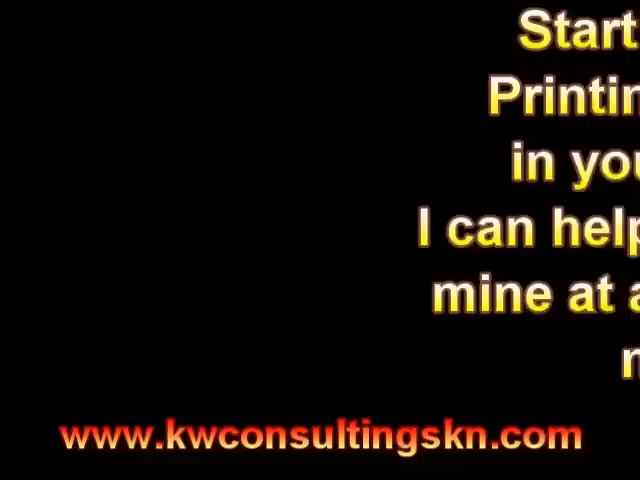 Start
Printin
in you
I can help
mine at a
www.kwconsultingskn.com